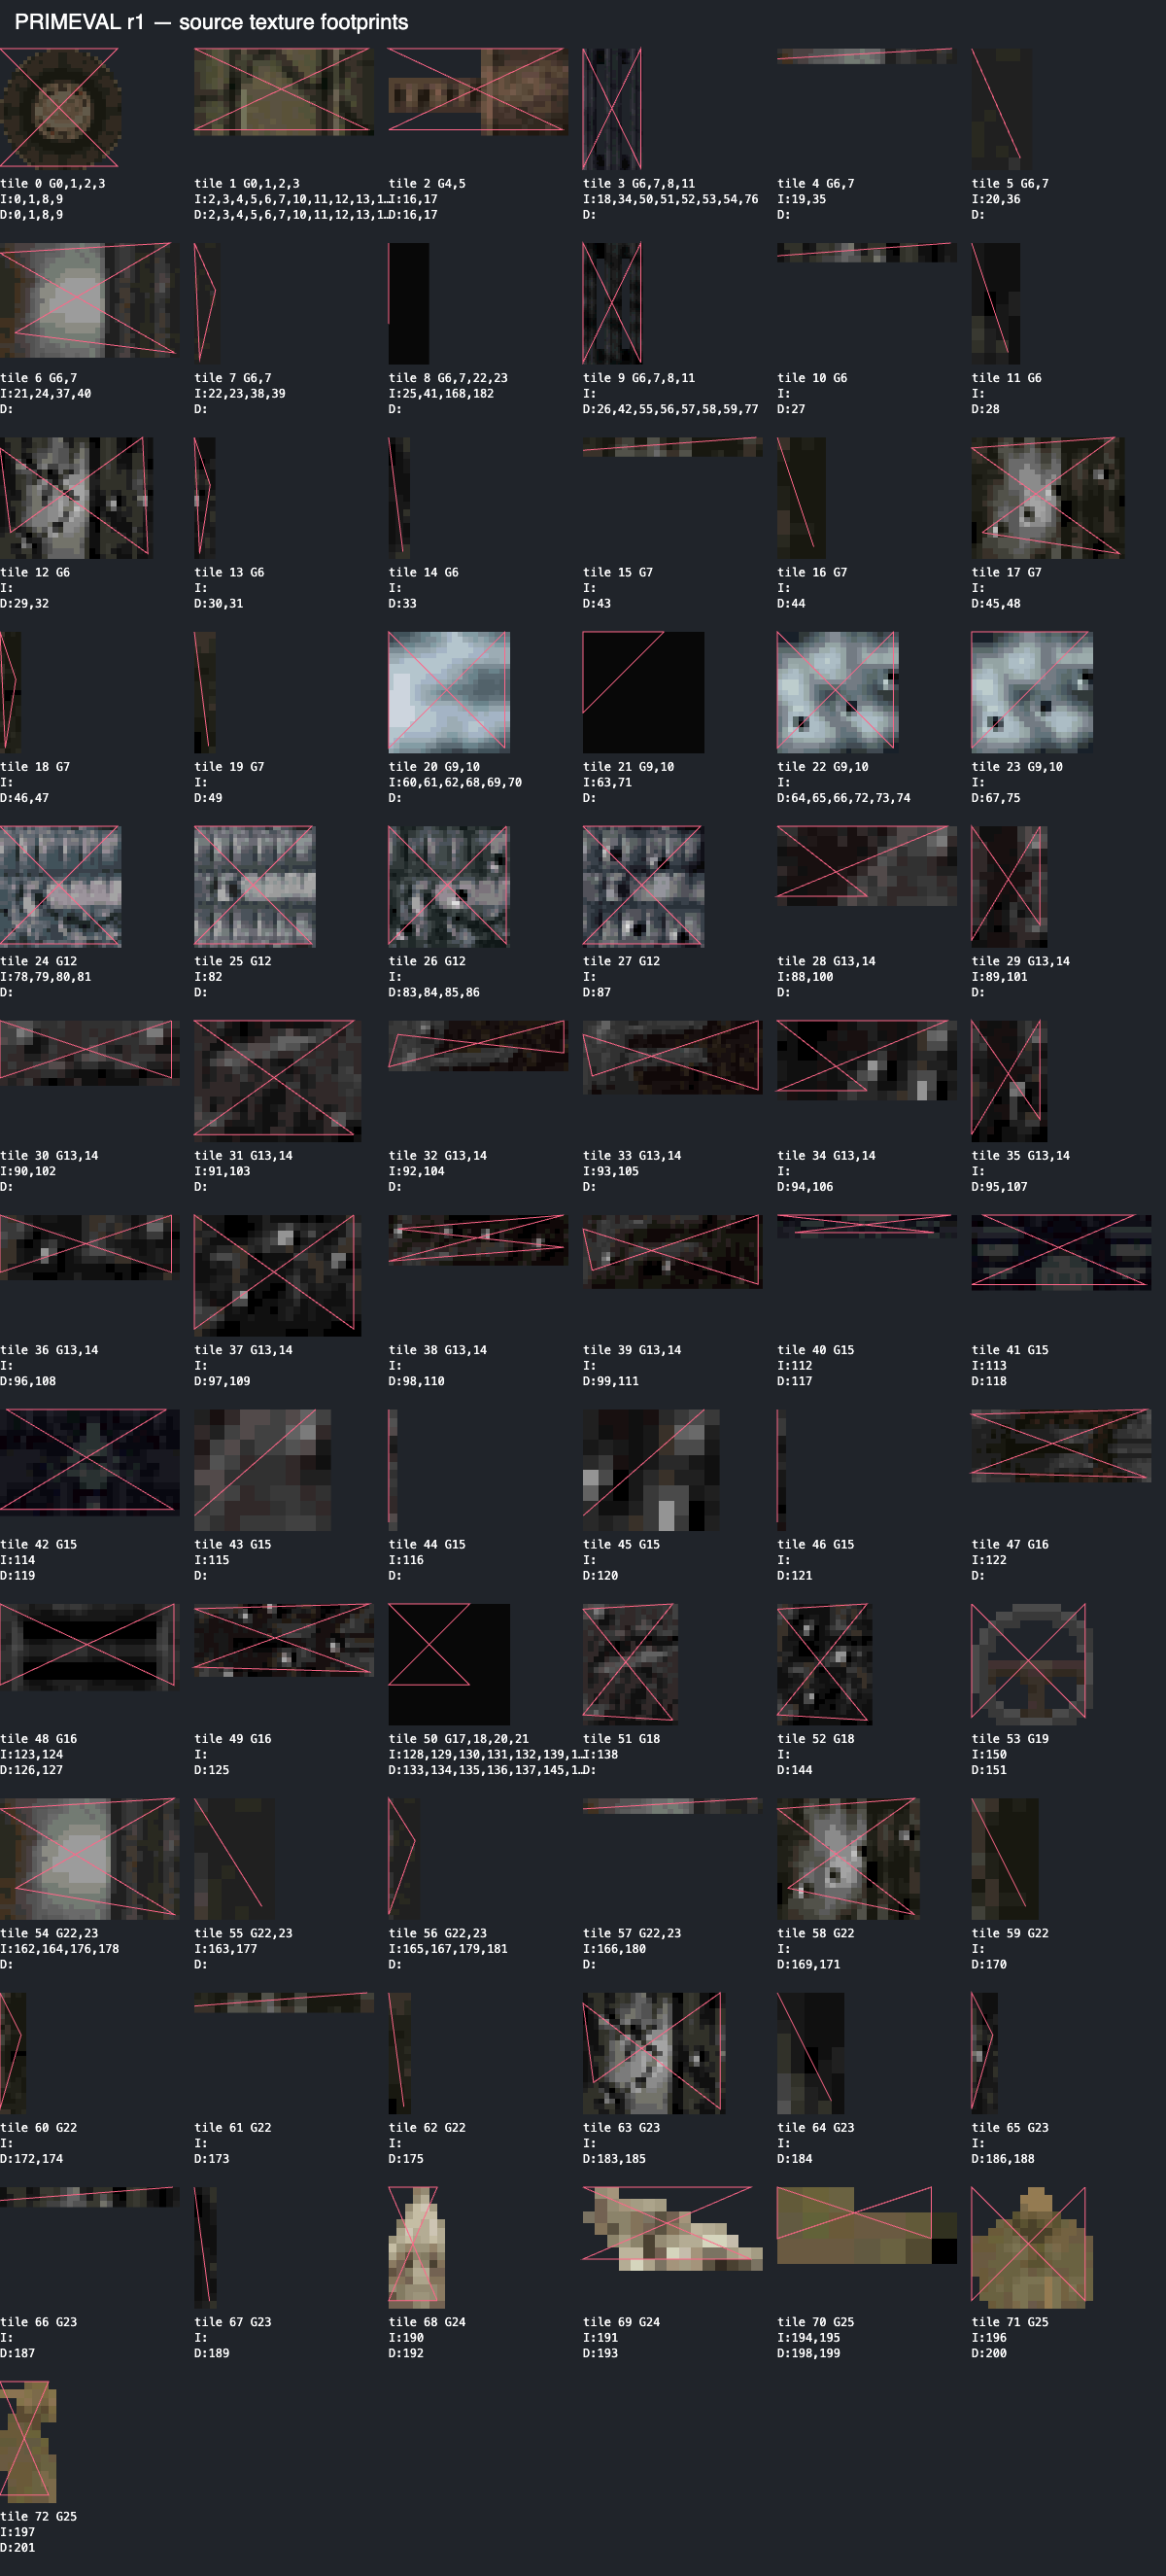 PRIMEVAL r1 — source texture footprints
tile 0 G0,1,2,3
I:0,1,8,9
D:0,1,8,9
tile 1 G0,1,2,3
I:2,3,4,5,6,7,10,11,12,13,1…
D:2,3,4,5,6,7,10,11,12,13,1…
tile 2 G4,5
I:16,17
D:16,17
tile 3 G6,7,8,11
I:18,34,50,51,52,53,54,76
D:
tile 4 G6,7
I:19,35
D:
tile 5 G6,7
I:20,36
D:
tile 6 G6,7
I:21,24,37,40
D:
tile 7 G6,7
I:22,23,38,39
D:
tile 8 G6,7,22,23
I:25,41,168,182
D:
tile 9 G6,7,8,11
I:
D:26,42,55,56,57,58,59,77
tile 10 G6
I:
D:27
tile 11 G6
I:
D:28
tile 12 G6
I:
D:29,32
tile 13 G6
I:
D:30,31
tile 14 G6
I:
D:33
tile 15 G7
I:
D:43
tile 16 G7
I:
D:44
tile 17 G7
I:
D:45,48
tile 18 G7
I:
D:46,47
tile 19 G7
I:
D:49
tile 20 G9,10
I:60,61,62,68,69,70
D:
tile 21 G9,10
I:63,71
D:
tile 22 G9,10
I:
D:64,65,66,72,73,74
tile 23 G9,10
I:
D:67,75
tile 24 G12
I:78,79,80,81
D:
tile 25 G12
I:82
D:
tile 26 G12
I:
D:83,84,85,86
tile 27 G12
I:
D:87
tile 28 G13,14
I:88,100
D:
tile 29 G13,14
I:89,101
D:
tile 30 G13,14
I:90,102
D:
tile 31 G13,14
I:91,103
D:
tile 32 G13,14
I:92,104
D:
tile 33 G13,14
I:93,105
D:
tile 34 G13,14
I:
D:94,106
tile 35 G13,14
I:
D:95,107
tile 36 G13,14
I:
D:96,108
tile 37 G13,14
I:
D:97,109
tile 38 G13,14
I:
D:98,110
tile 39 G13,14
I:
D:99,111
tile 40 G15
I:112
D:117
tile 41 G15
I:113
D:118
tile 42 G15
I:114
D:119
tile 43 G15
I:115
D:
tile 44 G15
I:116
D:
tile 45 G15
I:
D:120
tile 46 G15
I:
D:121
tile 47 G16
I:122
D:
tile 48 G16
I:123,124
D:126,127
tile 49 G16
I:
D:125
tile 50 G17,18,20,21
I:128,129,130,131,132,139,1…
D:133,134,135,136,137,145,1…
tile 51 G18
I:138
D:
tile 52 G18
I:
D:144
tile 53 G19
I:150
D:151
tile 54 G22,23
I:162,164,176,178
D:
tile 55 G22,23
I:163,177
D:
tile 56 G22,23
I:165,167,179,181
D:
tile 57 G22,23
I:166,180
D:
tile 58 G22
I:
D:169,171
tile 59 G22
I:
D:170
tile 60 G22
I:
D:172,174
tile 61 G22
I:
D:173
tile 62 G22
I:
D:175
tile 63 G23
I:
D:183,185
tile 64 G23
I:
D:184
tile 65 G23
I:
D:186,188
tile 66 G23
I:
D:187
tile 67 G23
I:
D:189
tile 68 G24
I:190
D:192
tile 69 G24
I:191
D:193
tile 70 G25
I:194,195
D:198,199
tile 71 G25
I:196
D:200
tile 72 G25
I:197
D:201